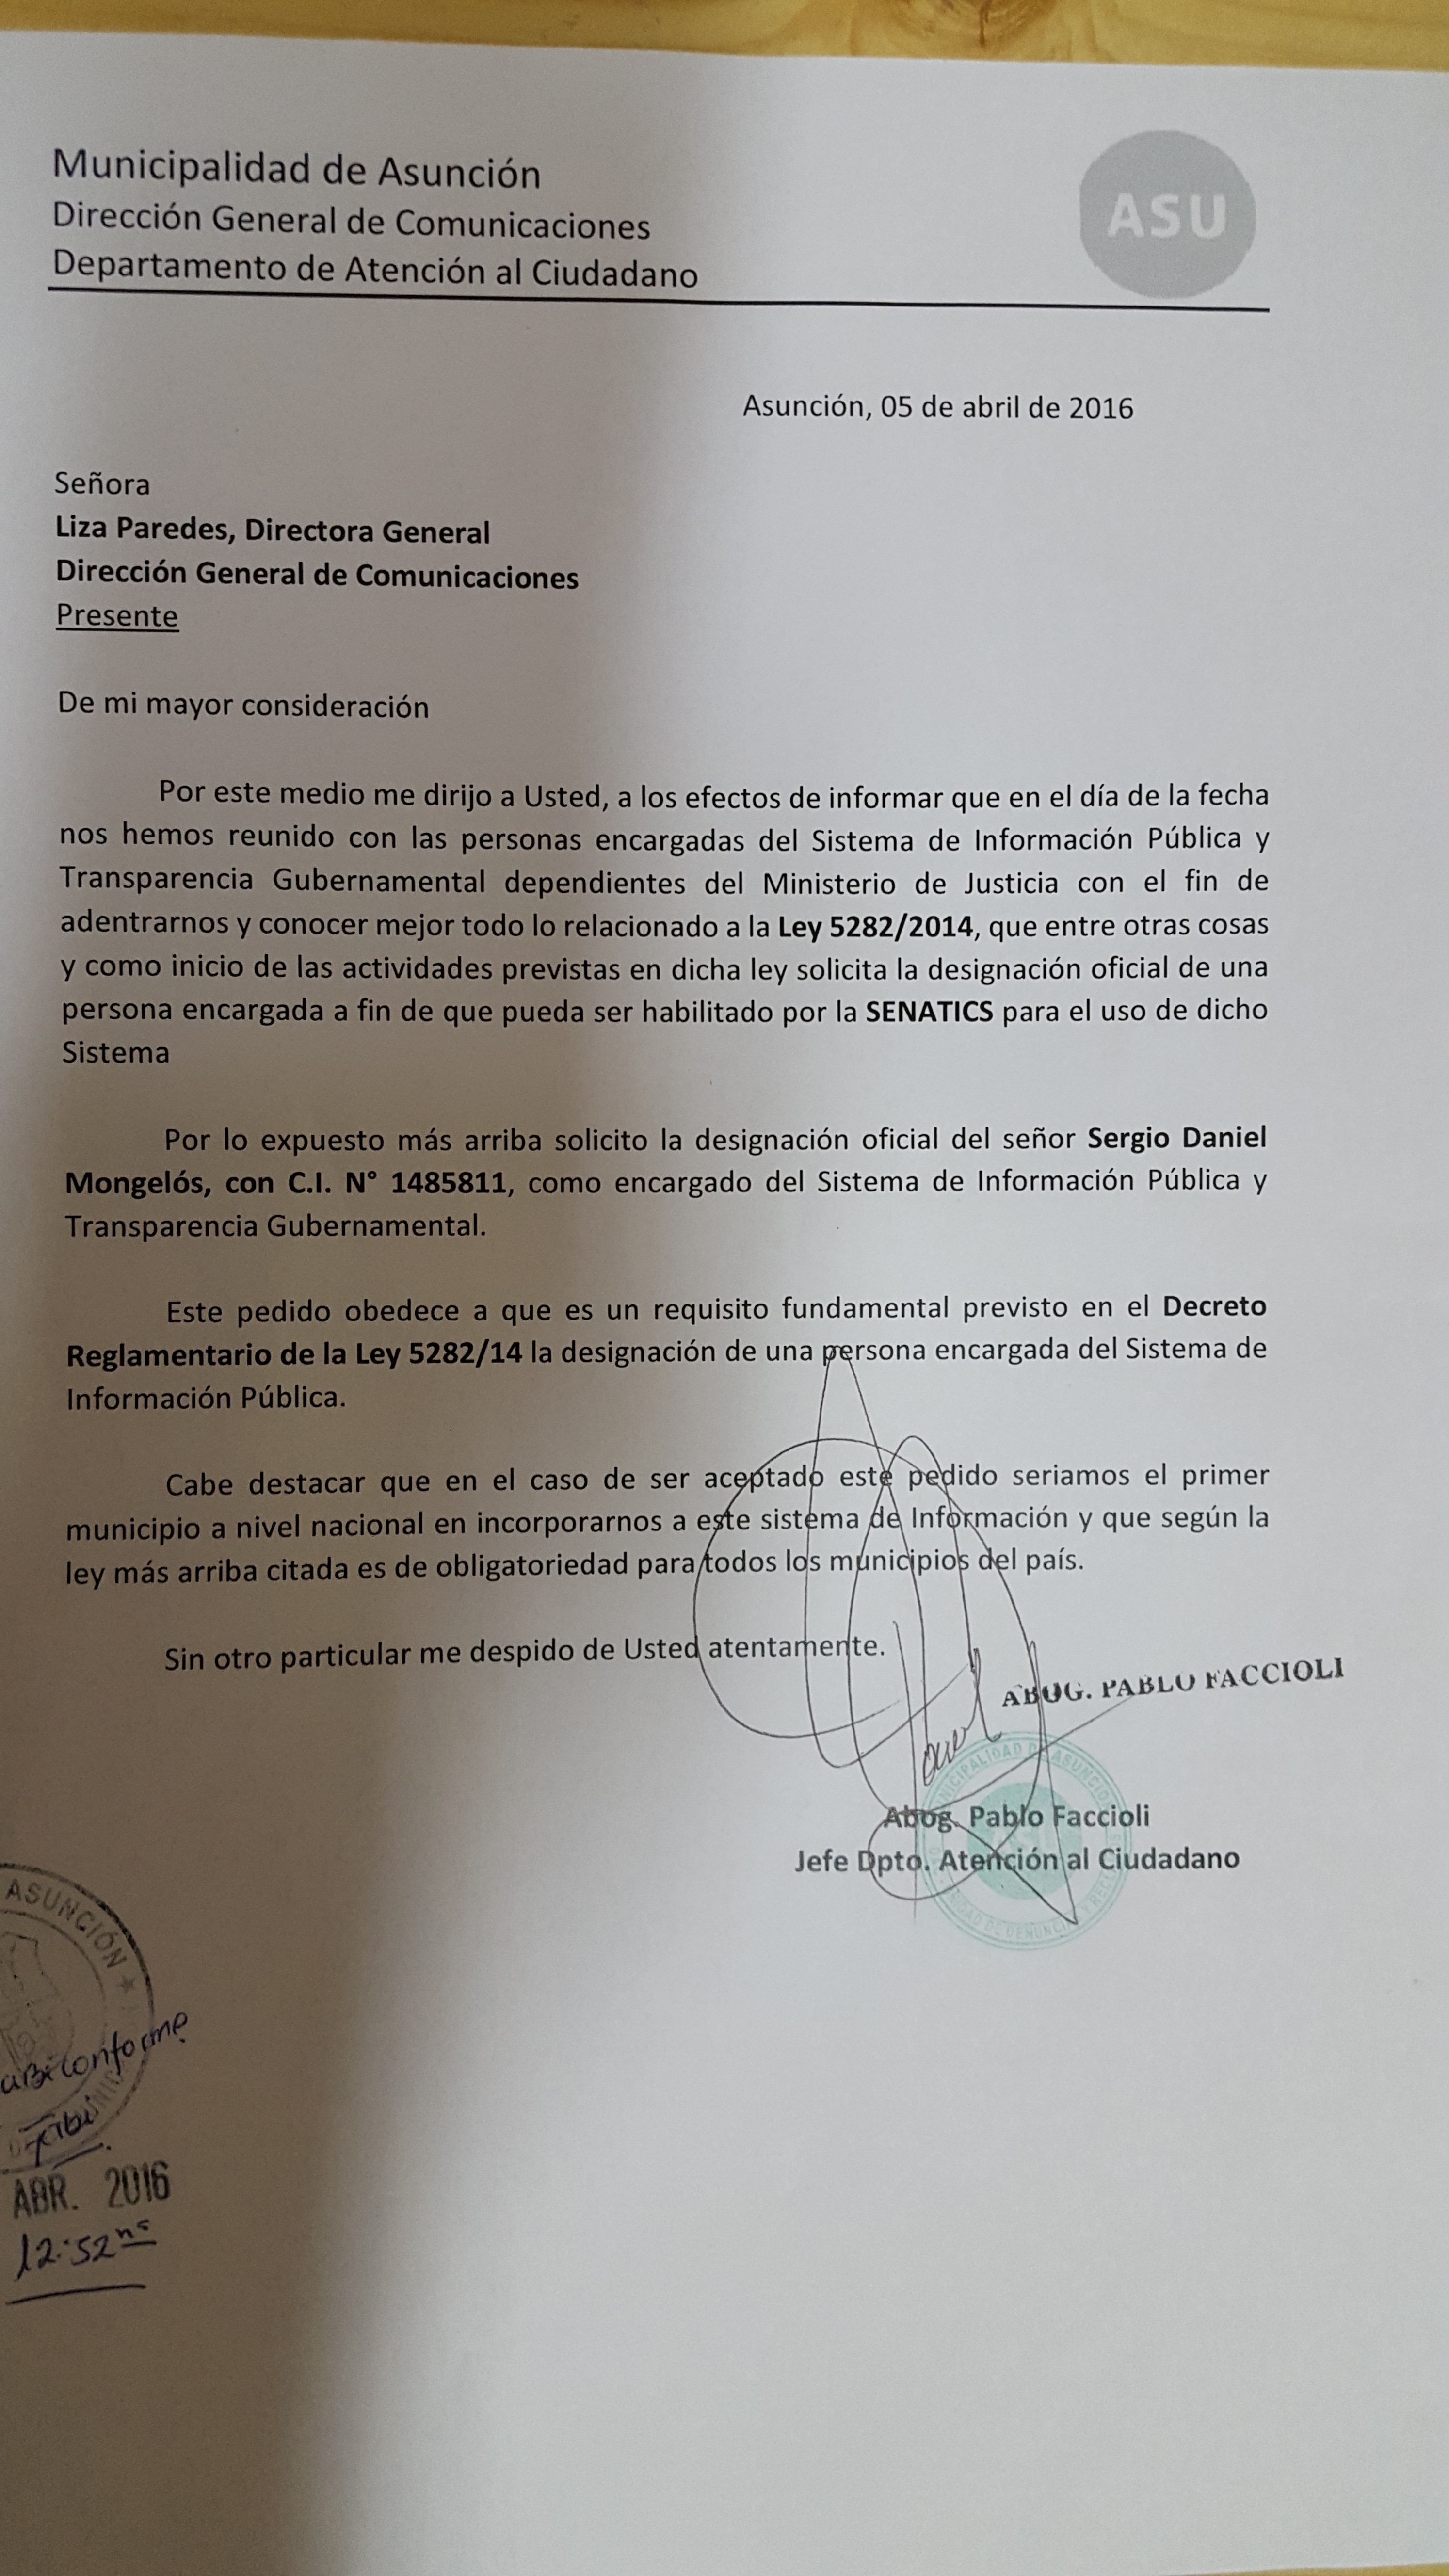 Municipalidad de Asunción
Dirección General de Comunicaciones
Departamento de Atención al Ciudadano
ASU
Asunción, 05 de abril de 2016
Señora
Liza Paredes, Directora General
Dirección General de Comunicaciones
Presente
De mi mayor consideración
Por este medio me dirijo a Usted, a los efectos de informar que en el día de la fecha
nos hemos reunido con las personas encargadas del Sistema de Información Pública y
Transparencia Gubernamental dependientes del Ministerio de Justicia con el fin de
adentrarnos y conocer mejor todo lo relacionado a la Ley 5282/2014, que entre otras cosas
y como inicio de las actividades previstas en dicha ley solicita la designación oficial de una
persona encargada a fin de que pueda ser habilitado por la SENATICS para el uso de dicho
Sistema
Por lo expuesto más arriba solicito la designación oficial del señor Sergio Daniel
Mongelós, con C.I. N° 1485811, como encargado del Sistema de Información Pública y
Transparencia Gubernamental.
Este pedido obedece a que es un requisito fundamental previsto en el Decreto
Reglamentario de la Ley 5282/14 la designación de una persona encargada del Sistema de
Información Pública.
Cabe destacar que en el caso de ser aceptado este pedido seriamos el primer
municipio a nivel nacional en incorporarnos a este sistema de Información y que según la
ley más arriba citada es de obligatoriedad para todos los municipios del país.
Sin otro particular me despido de Usted atentamente.
ABOG. PABLO FACCIOLI
Abog. Pablo Faccioli
Jefe Dpto. Atención al Ciudadano
ASUNCIÓN
conforme
ABR. 2016
12:52 hs